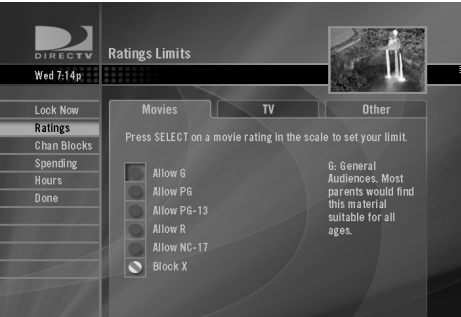 DIRECTV
Ratings Limits
Wed 7:14p
Lock Now
Ratings
Chan Blocks
Spending
Hours
Done
Movies
TV
Other
Press SELECT on a movie rating in the scale to set your limit.
Allow G
Allow PG
Allow PG-13
Allow R
Allow NC-17
Block X
G: General
Audiences. Most
parents would find
this material
suitable for all
ages.